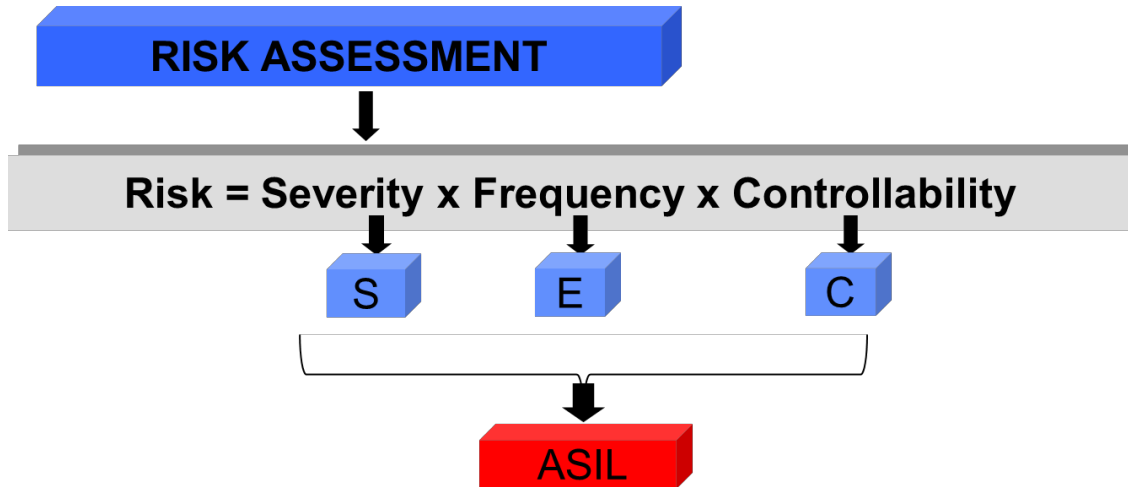 RISK ASSESSMENT
Risk = Severity x Frequency x Controllability
S E C
ASIL